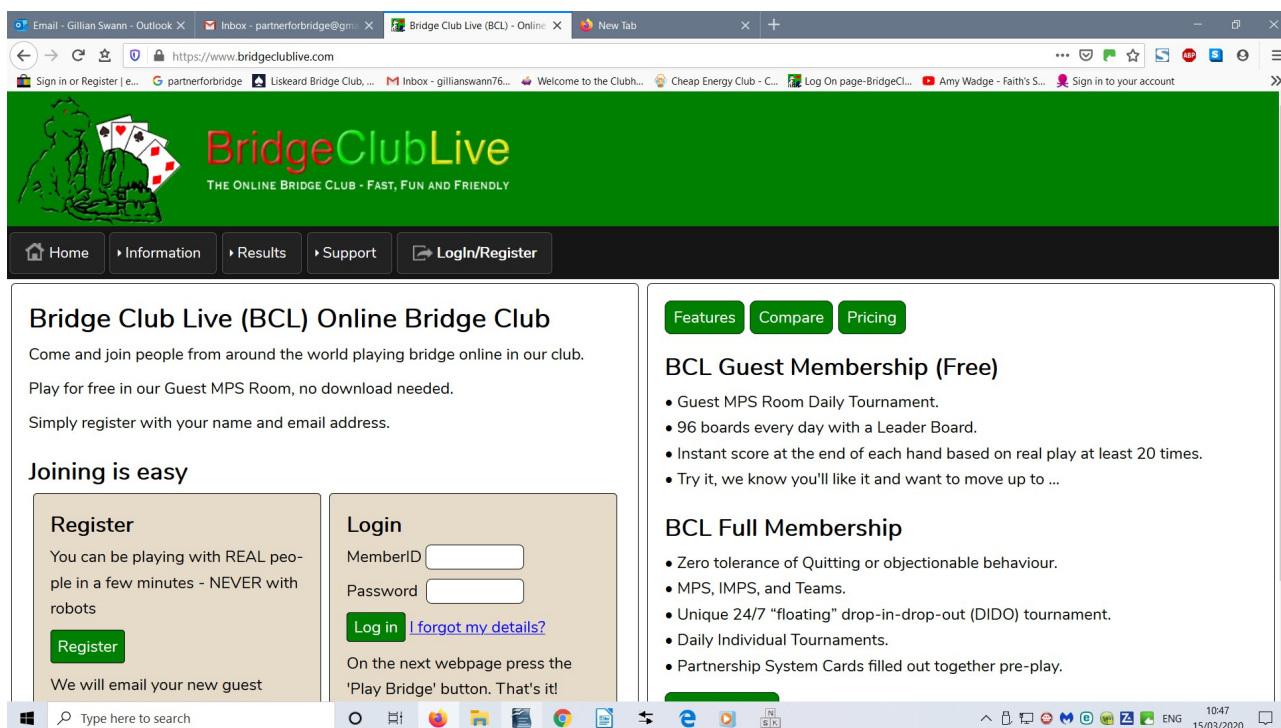 Email - Gillian Swann - Outlook
Inbox - partnerforbridge@gm
Bridge Club Live (BCL) - Online
New Tab
https://www.bridgeclublive.com
Sign in or Register | e...
partnerforbridge
Liskeard Bridge Club, ...
Inbox - gillianswann76...
Welcome to the Clubh...
Cheap Energy Club - C...
Log On page-BridgeCl...
Amy Wadge - Faith's S...
Sign in to your account
BridgeClubLive
THE ONLINE BRIDGE CLUB - FAST, FUN AND FRIENDLY
Home
Information
Results
Support
LogIn/Register
Bridge Club Live (BCL) Online Bridge Club
Come and join people from around the world playing bridge online in our club.
Play for free in our Guest MPS Room, no download needed.
Simply register with your name and email address.
Joining is easy
Register
You can be playing with REAL peo-
ple in a few minutes - NEVER with
robots
Register
We will email your new guest
Login
MemberID
Password
Log in I forgot my details?
On the next webpage press the
'Play Bridge' button. That's it!
Features Compare Pricing
BCL Guest Membership (Free)
• Guest MPS Room Daily Tournament.
• 96 boards every day with a Leader Board.
• Instant score at the end of each hand based on real play at least 20 times.
• Try it, we know you'll like it and want to move up to ...
BCL Full Membership
• Zero tolerance of Quitting or objectionable behaviour.
• MPS, IMPS, and Teams.
• Unique 24/7 “floating” drop-in-drop-out (DIDO) tournament.
• Daily Individual Tournaments.
• Partnership System Cards filled out together pre-play.
Type here to search
ENG
10:47
15/03/2020